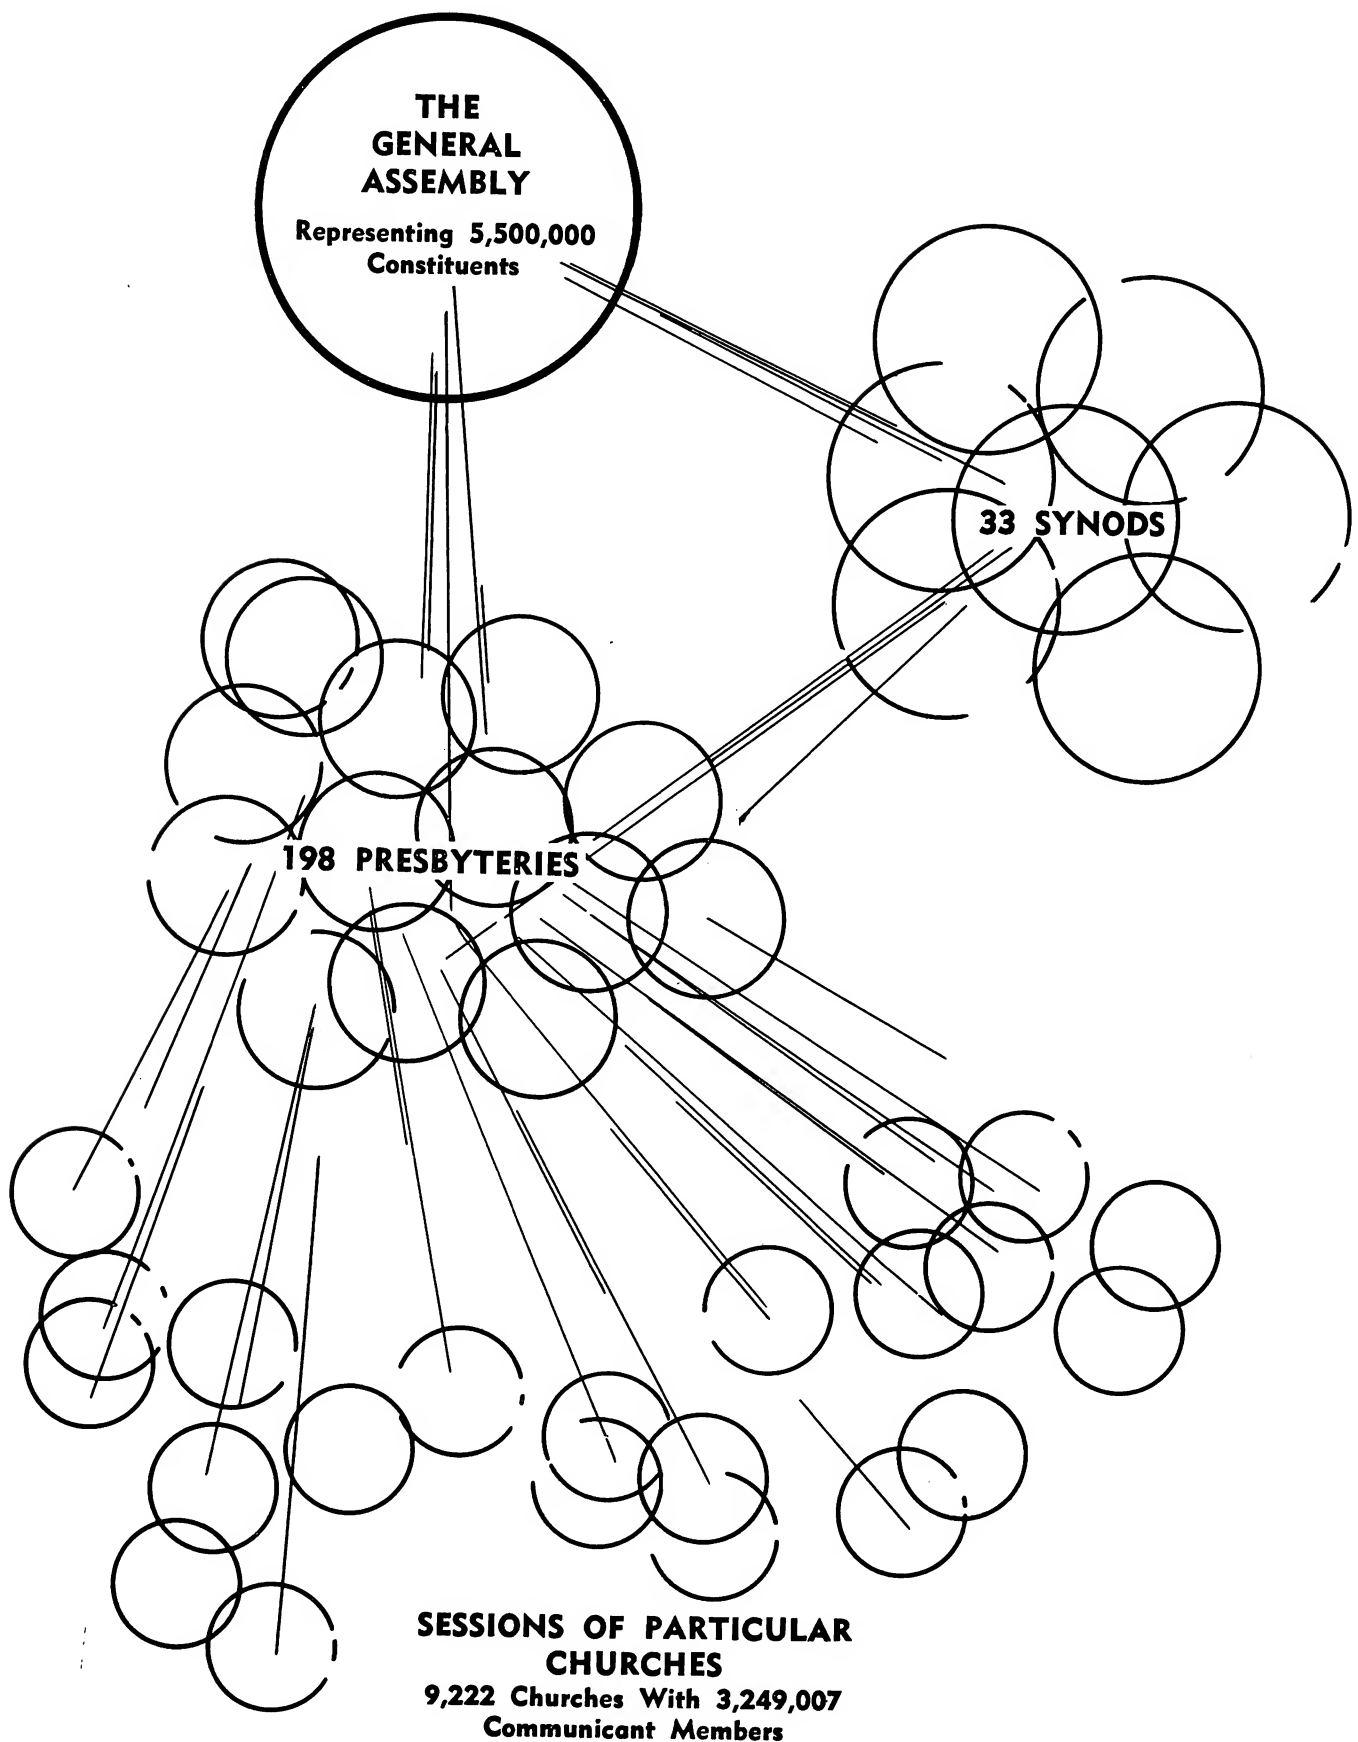 THE
GENERAL
ASSEMBLY
Representing 5,500,000
Constituents
33 SYNODS
198 PRESBYTERIES
SESSIONS OF PARTICULAR
CHURCHES
9,222 Churches With 3,249,007
Communicant Members